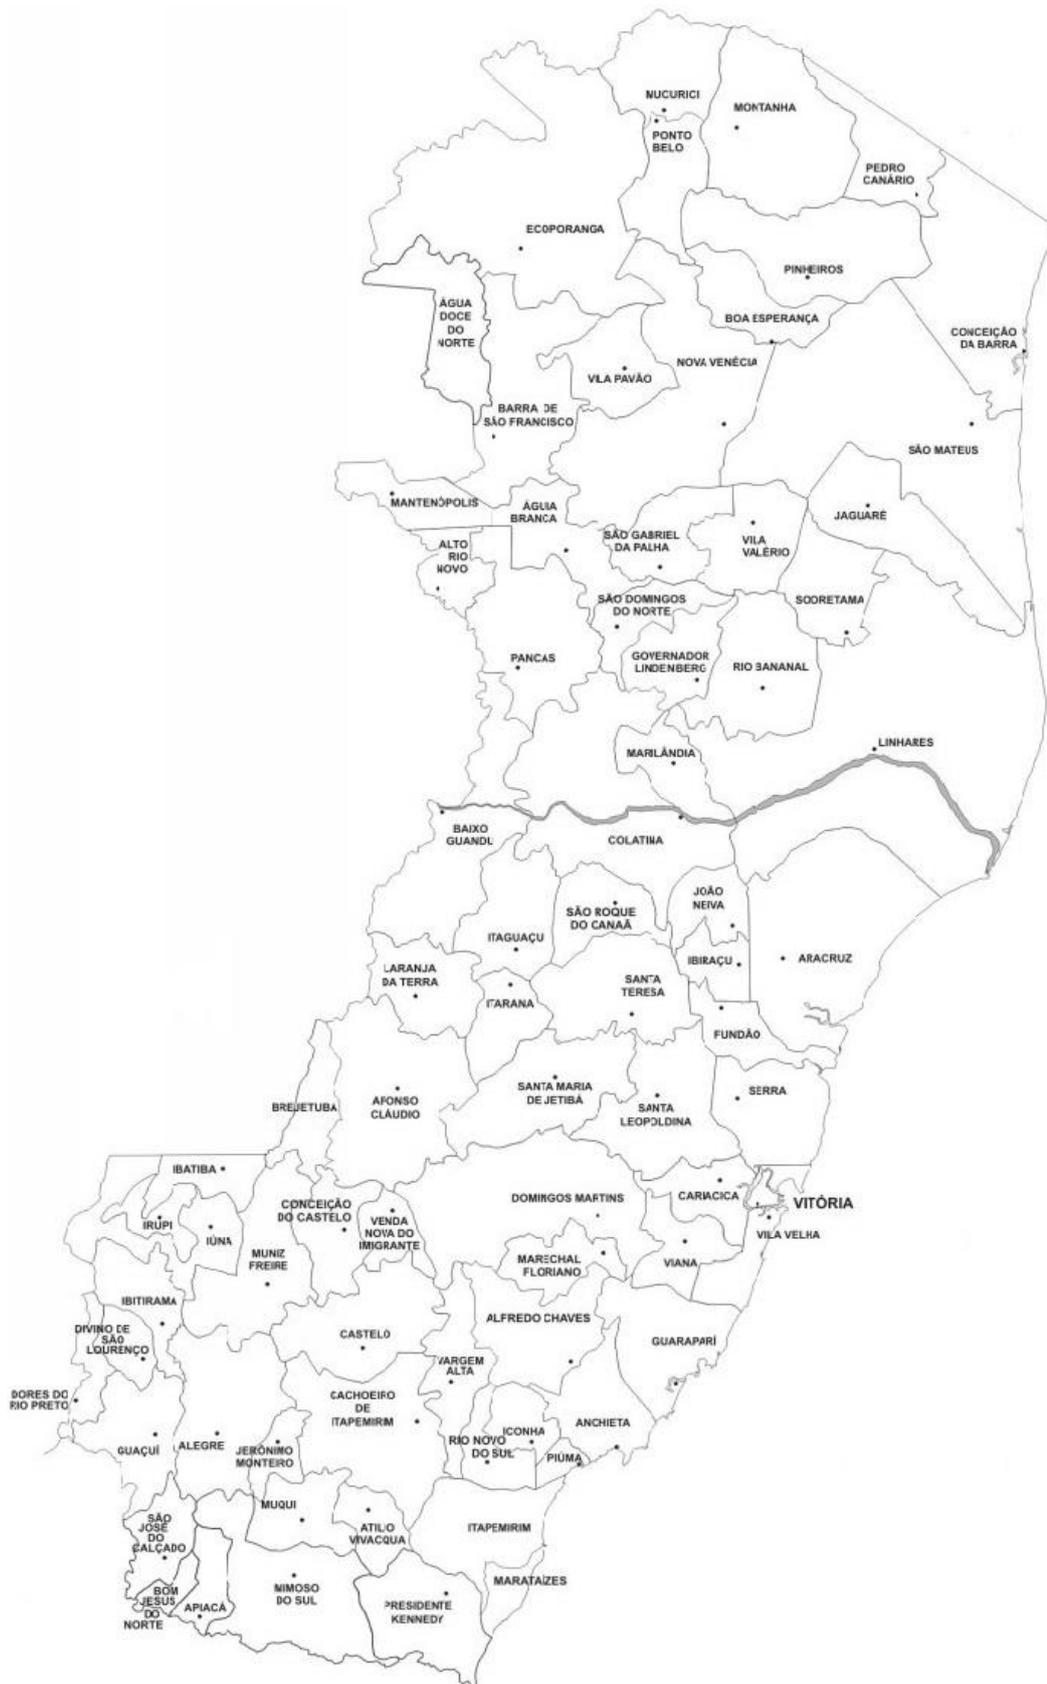 MUCURICI
MONTANHA
PONTO
BELO
PEDRO
CANÁRIO
ECOPORANGA
PINHEIROS
ÁGUA
DOCE
DO
NORTE
BOA ESPERANÇA
CONCEIÇÃO
DA BARRA
NOVA VENÉCIA
VILA PAVÃO
BARRA DE
SÃO FRANCISCO
SÃO MATEUS
MANTENÓPOLIS
ÁGUIA
BRANCA
JAGUARÉ
SÃO GABRIEL
DA PALHA
VILA
VALÉRIO
ALTO
RIO
NOVO
SÃO DOMINGOS
DO NORTE
SOORETAMA
PANCAS
GOVERNADOR
LINDENBERG
RIO BANANAL
MARILÂNDIA
LINHARES
BAIXO
GUANDU
COLATINA
JOÃO
NEIVA
SÃO ROQUE
DO CANAÃ
ITAGUAÇU
IBIRAÇU
ARACRUZ
LARANJA
DA TERRA
ITARANA
SANTA
TERESA
FUNDÃO
BREJETUBA
AFONSO
CLÁUDIO
SANTA MARIA
DE JETIBÁ
SANTA
LEOPOLDINA
SERRA
IBATIBA
CONCEIÇÃO
DO CASTELO
VENDA
NOVA DO
IMIGRANTE
DOMINGOS MARTINS
CARIACICA
VITÓRIA
IRUPI
IÚNA
VILA VELHA
MUNIZ
FREIRE
MARECHAL
FLORIANO
VIANA
IBITIRAMA
ALFREDO CHAVES
DIVINO DE
SÃO
LOURENÇO
CASTELO
GUARAPARÍ
VARGEM
ALTA
DORES DO
RIO PRETO
CACHOEIRO
DE
ITAPEMIRIM
ANCHIETA
GUAÇUÍ
ALEGRE
JERÔNIMO
MONTEIRO
RIO NOVO
DO SUL
ICONHA
PIÚMA
MUQUI
ATILIO
VIVACQUA
ITAPEMIRIM
SÃO
JOSÉ
DO
CALÇADO
MARATAÍZES
BOM
JESUS
DO
NORTE
APIACÁ
MIMOSO
DO SUL
PRESIDENTE
KENNEDY